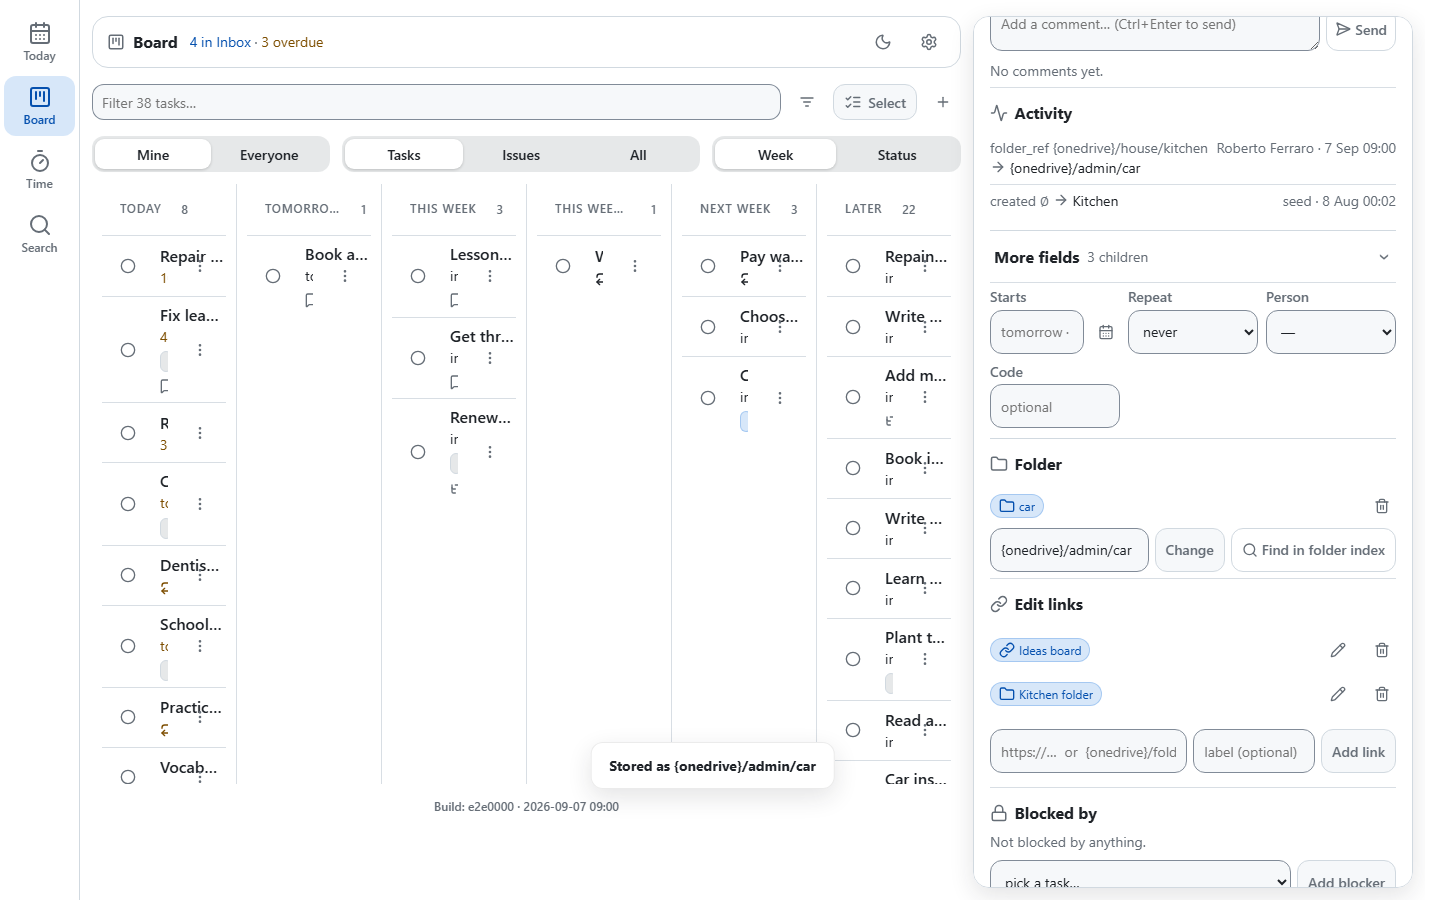 Today
Board
Time
Search
Board 4 in Inbox · 3 overdue
Filter 38 tasks...
Select
Mine Everyone
Tasks Issues All
Week Status
TODAY 8
Repair ...
1
Fix lea...
4
R
3
C
Dentis...
School...
Practic...
Vocab...
TOMORRO... 1
Book a...
THIS WEEK 3
Lesson...
Get thr...
Renew...
THIS WEE... 1
NEXT WEEK 3
Pay wa...
Choos...
C
LATER 22
Repain...
Write ...
Add m...
Book i...
Write ...
Learn ...
Plant t...
Read a...
Car ins...
Stored as {onedrive}/admin/car
Build: e2e0000 · 2026-09-07 09:00
Add a comment... (Ctrl+Enter to send)
Send
No comments yet.
Activity
folder_ref {onedrive}/house/kitchen Roberto Ferraro · 7 Sep 09:00
→ {onedrive}/admin/car
created ∅ → Kitchen seed · 8 Aug 00:02
More fields 3 children
Starts Repeat Person
tomorrow · never —
Code
optional
Folder
car
{onedrive}/admin/car Change Find in folder index
Edit links
Ideas board
Kitchen folder
https://... or {onedrive}/fold label (optional) Add link
Blocked by
Not blocked by anything.
pick a task... Add blocker